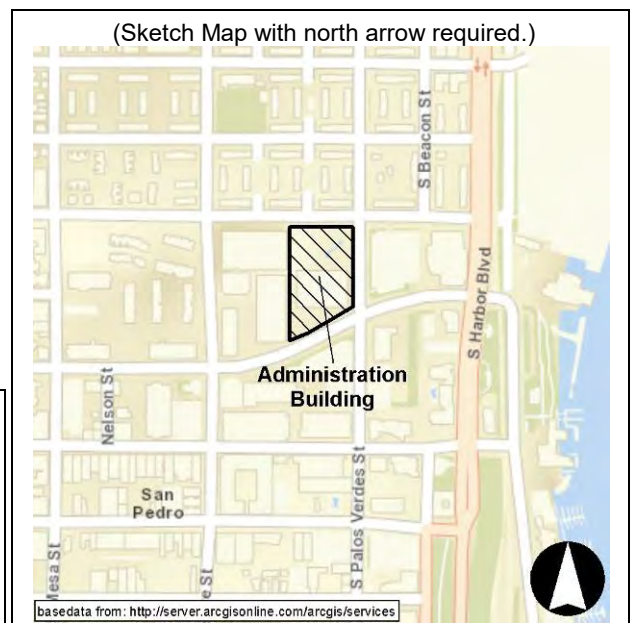 (Sketch Map with north arrow required.)
S Beacon St
S Harbor Blvd
Administration
Building
Nelson St
S Palos Verdes St
San
Pedro
Mesa St
e St
basedata from: http://server.arcgisonline.com/arcgis/services